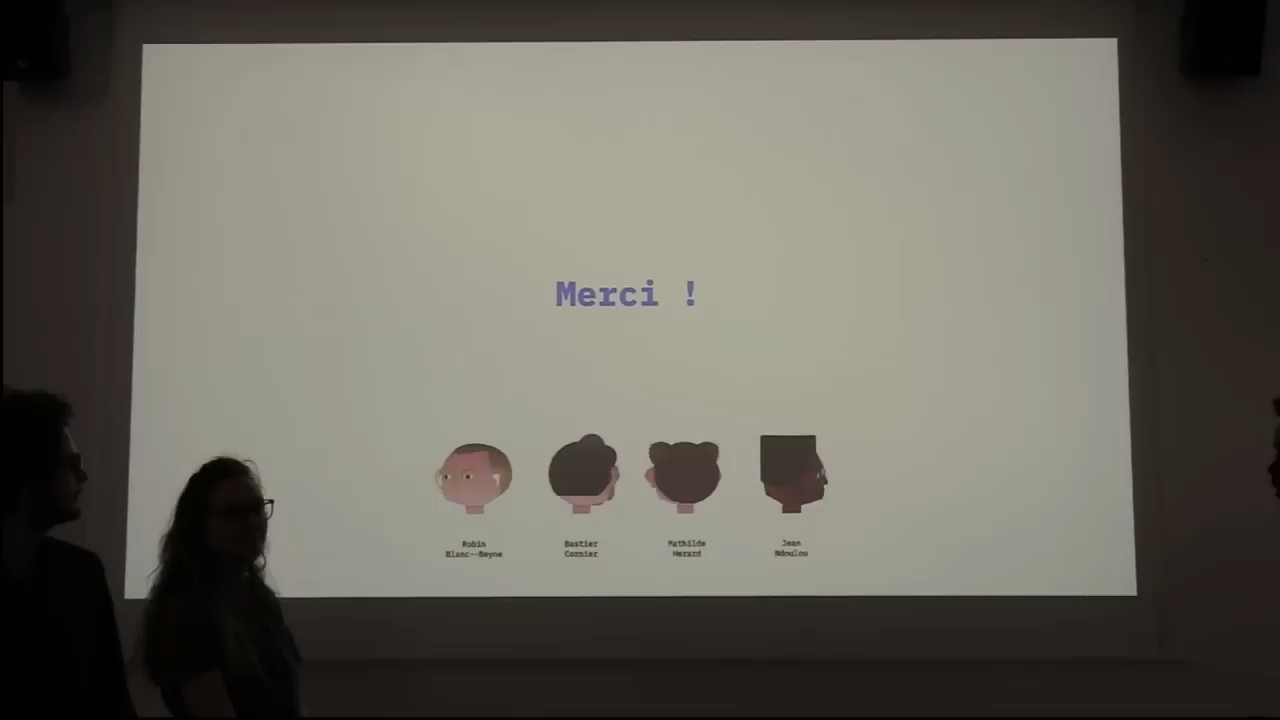 Merci !
Robin
Blanc--Beyne
Bastier
Cornier
Mathilde
Herard
Jean
Ndoulou